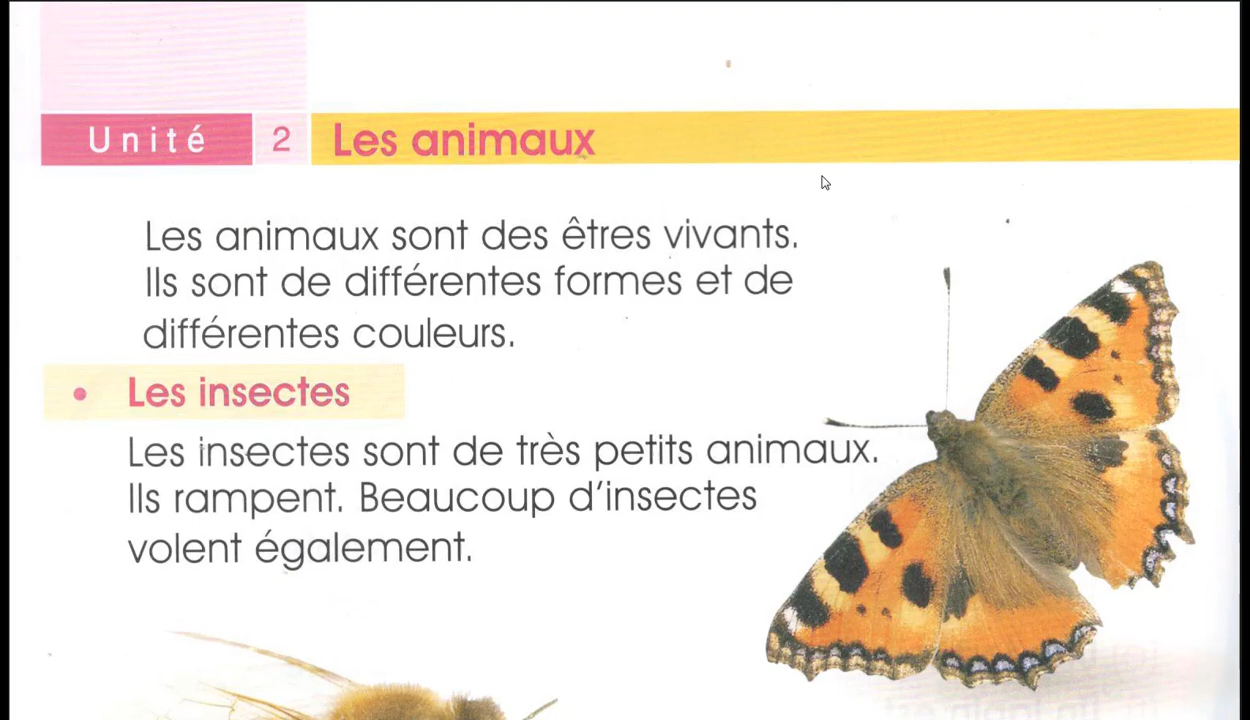 Unité 2 Les animaux
Les animaux sont des êtres vivants.
Ils sont de différentes formes et de
différentes couleurs.
• Les insectes
Les insectes sont de très petits animaux.
Ils rampent. Beaucoup d'insectes
volent également.